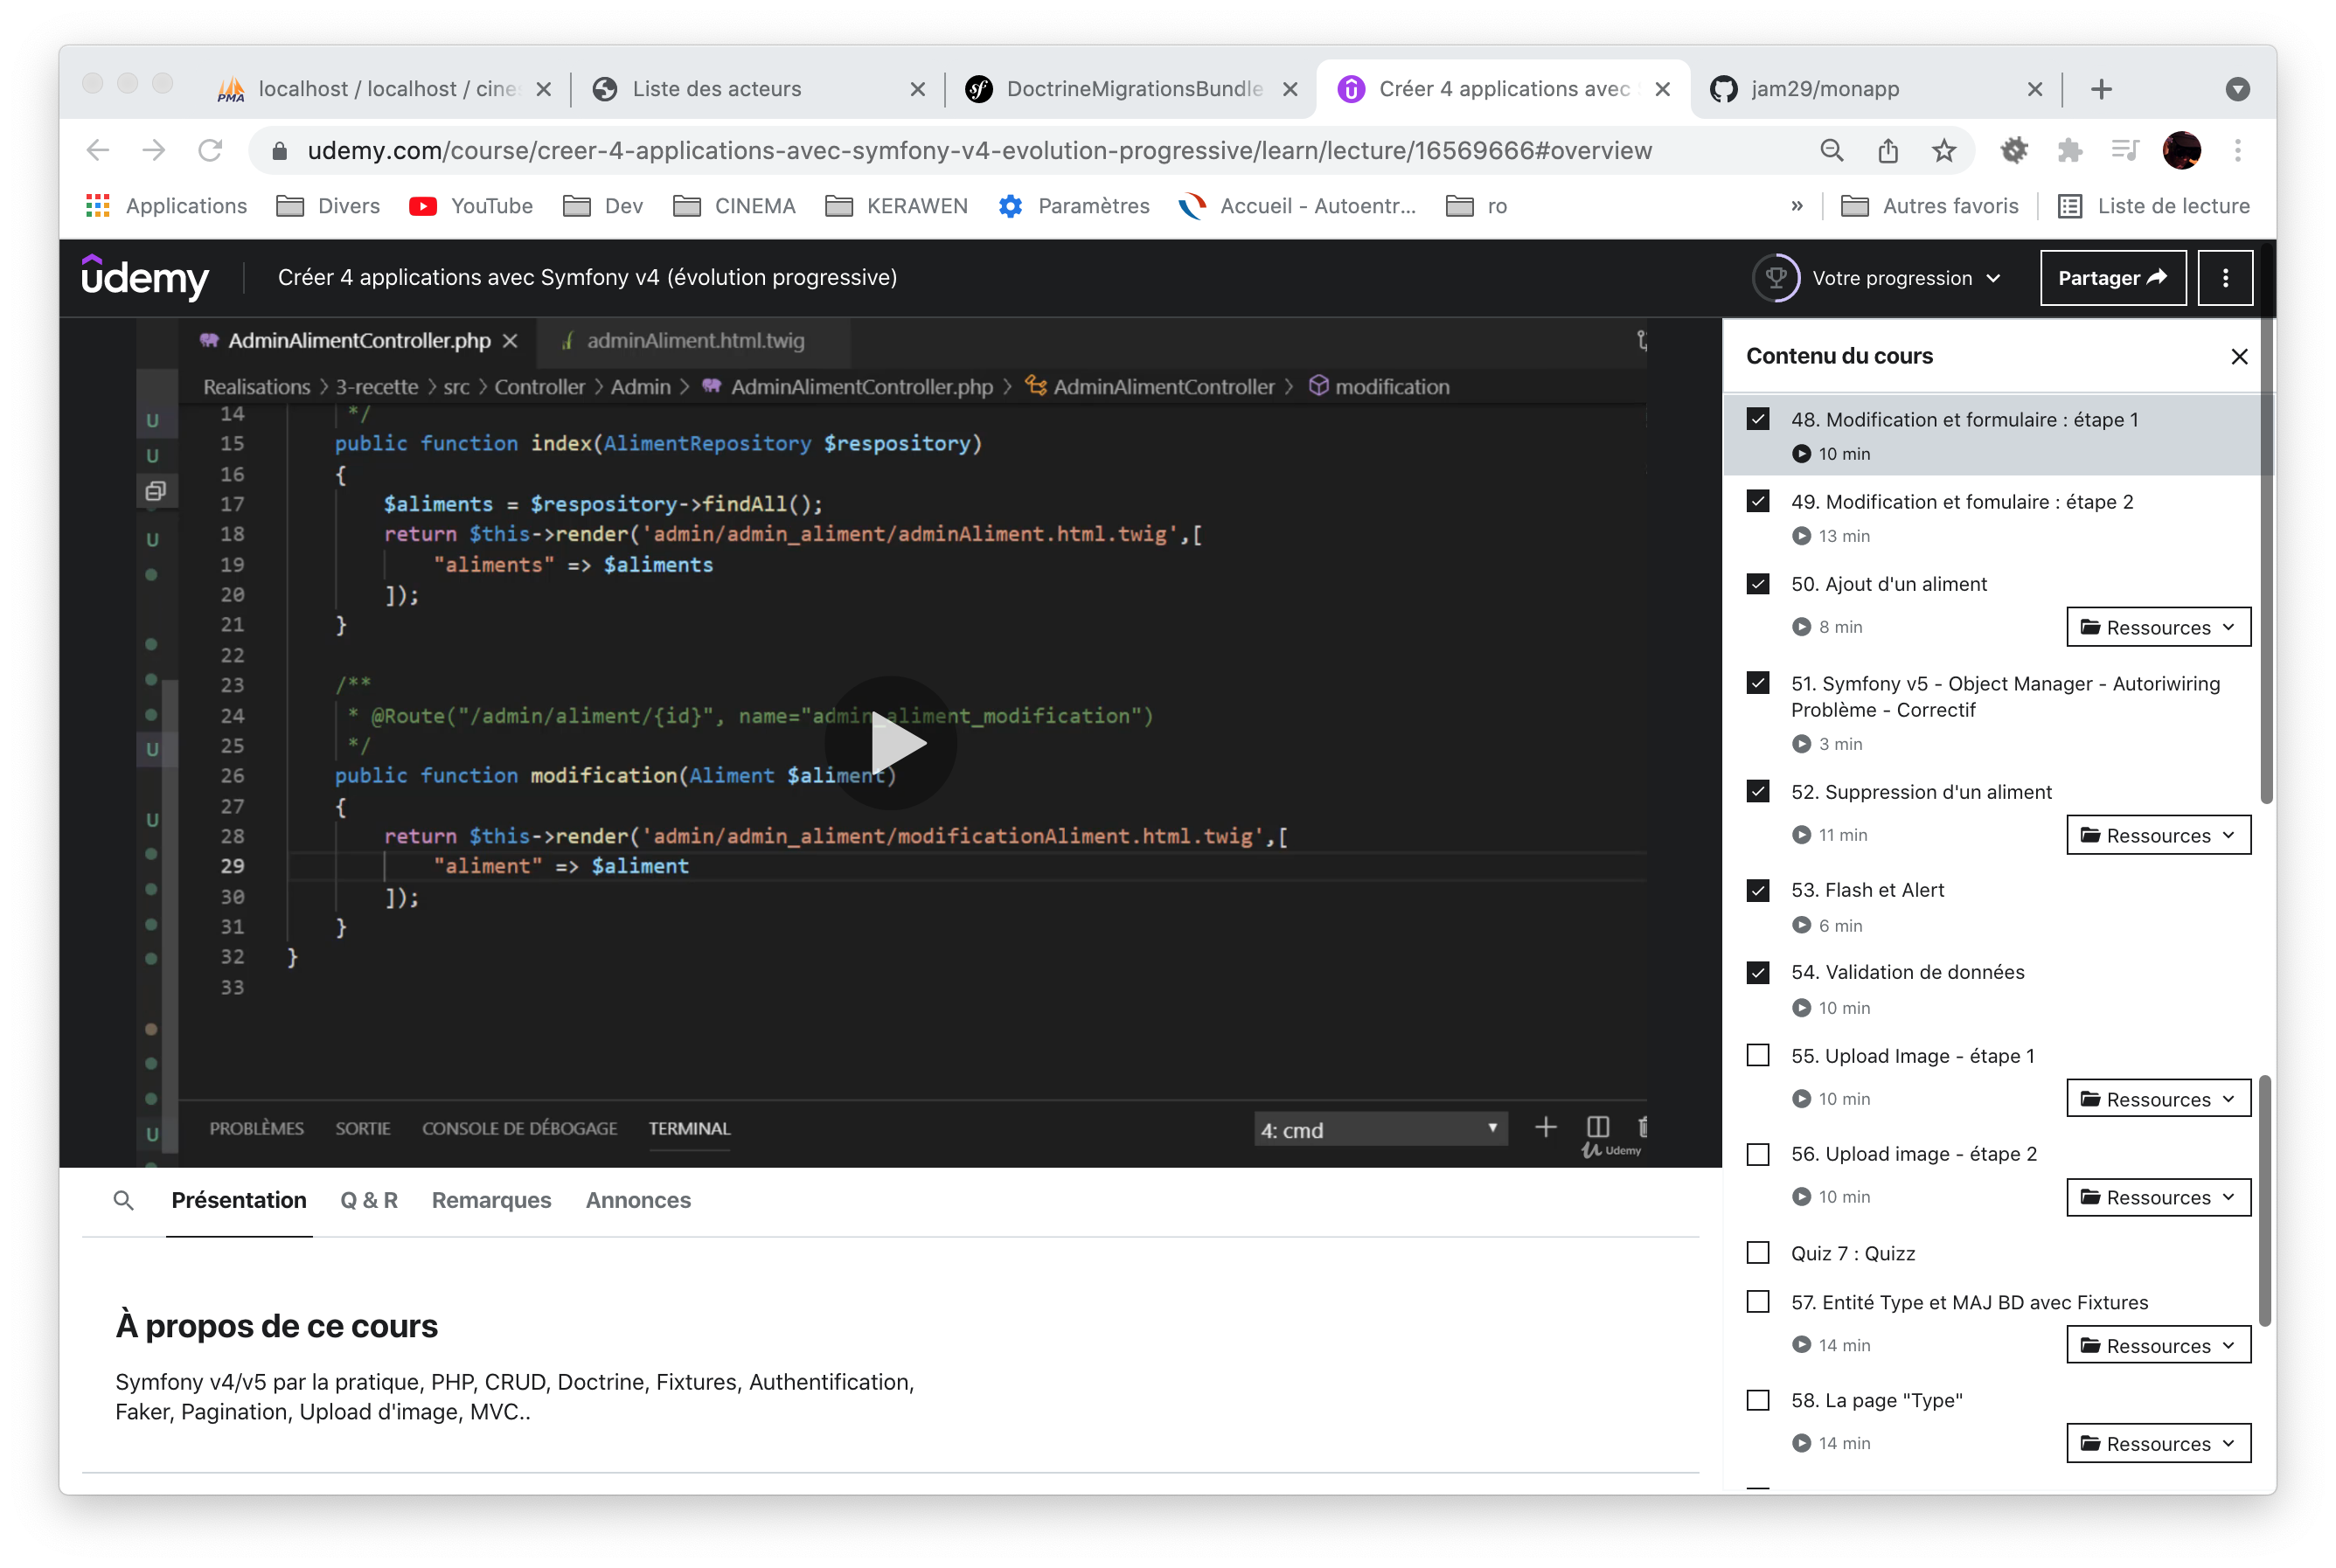 localhost / localhost / cine
Liste des acteurs
DoctrineMigrationsBundle
Créer 4 applications avec
jam29/monapp
udemy.com/course/creer-4-applications-avec-symfony-v4-evolution-progressive/learn/lecture/16569666#overview
Applications
Divers
YouTube
Dev
CINEMA
KERAWEN
Paramètres
Accueil - Autoentr...
ro
»
Autres favoris
Liste de lecture
udemy
Créer 4 applications avec Symfony v4 (évolution progressive)
Votre progression
Partager
AdminAlimentController.php
adminAliment.html.twig
Realisations > 3-recette > src > Controller > Admin > AdminAlimentController.php > AdminAlimentController > modification
14 */
15 public function index(AlimentRepository $respository)
16 {
17 $aliments = $respository->findAll();
18 return $this->render('admin/admin_aliment/adminAliment.html.twig',[
19 "aliments" => $aliments
20 ]);
21 }
22
23 /**
24 * @Route("/admin/aliment/{id}", name="admin_aliment_modification")
25 */
26 public function modification(Aliment $aliment)
27 {
28 return $this->render('admin/admin_aliment/modificationAliment.html.twig',[
29 "aliment" => $aliment
30 ]);
31 }
32 }
33
U
U
U
U
U
U
PROBLÈMES
SORTIE
CONSOLE DE DÉBOGAGE
TERMINAL
4: cmd
Udemy
Contenu du cours
48. Modification et formulaire : étape 1
10 min
49. Modification et fomulaire : étape 2
13 min
50. Ajout d'un aliment
8 min
Ressources
51. Symfony v5 - Object Manager - Autoriwiring
Problème - Correctif
3 min
52. Suppression d'un aliment
11 min
Ressources
53. Flash et Alert
6 min
54. Validation de données
10 min
55. Upload Image - étape 1
10 min
Ressources
56. Upload image - étape 2
10 min
Ressources
Quiz 7 : Quizz
57. Entité Type et MAJ BD avec Fixtures
14 min
Ressources
58. La page "Type"
14 min
Ressources
Présentation
Q & R
Remarques
Annonces
À propos de ce cours
Symfony v4/v5 par la pratique, PHP, CRUD, Doctrine, Fixtures, Authentification,
Faker, Pagination, Upload d'image, MVC..